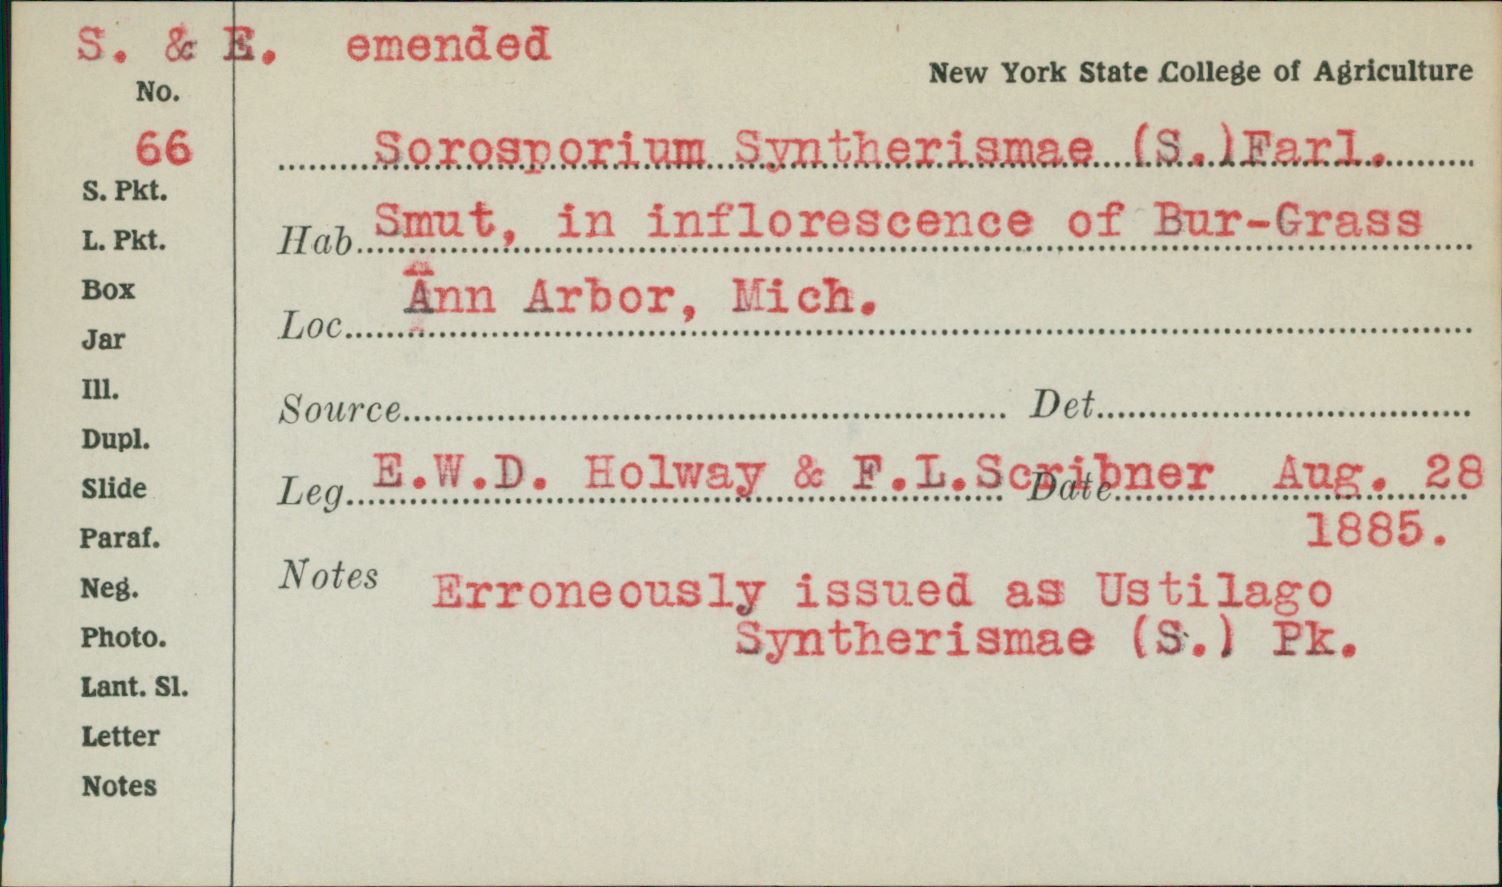 S. & E. emended
New York State College of Agriculture
No.
66
Sorosporium Syntherismae (S.)Farl.
S. Pkt.
Hab Smut, in inflorescence of Bur-Grass
L. Pkt.
Box
Loc Ann Arbor, Mich.
Jar
Ill.
Source Det
Dupl.
Slide
Leg E.W.D. Holway & F.L.Scribner Date Aug. 28
1885.
Paraf.
Neg.
Notes Erroneously issued as Ustilago
Syntherismae (S.) Pk.
Photo.
Lant. Sl.
Letter
Notes